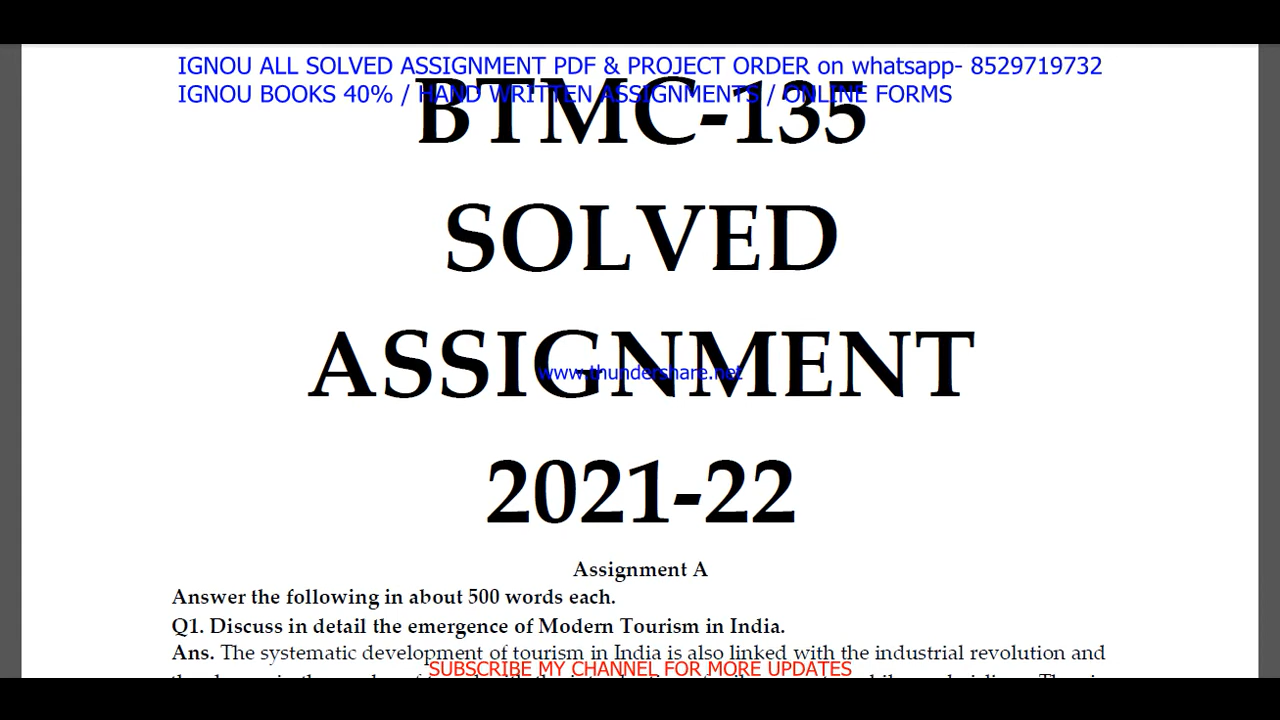 IGNOU ALL SOLVED ASSIGNMENT PDF & PROJECT ORDER on whatsapp- 8529719732
IGNOU BOOKS 40% / HAND WRITTEN ASSIGNMENTS / ONLINE FORMS
BTMC-135
SOLVED
ASSIGNMENT
www.thundershare.net
2021-22
Assignment A
Answer the following in about 500 words each.
Q1. Discuss in detail the emergence of Modern Tourism in India.
Ans. The systematic development of tourism in India is also linked with the industrial revolution and
SUBSCRIBE MY CHANNEL FOR MORE UPDATES